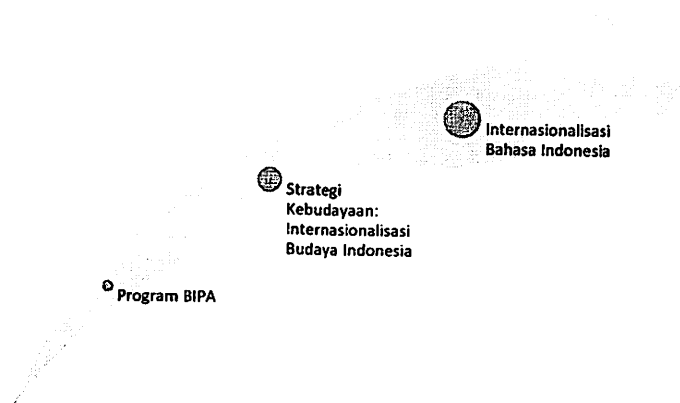 Internasionalisasi
Bahasa Indonesia
Strategi
Kebudayaan:
Internasionalisasi
Budaya Indonesia
Program BIPA